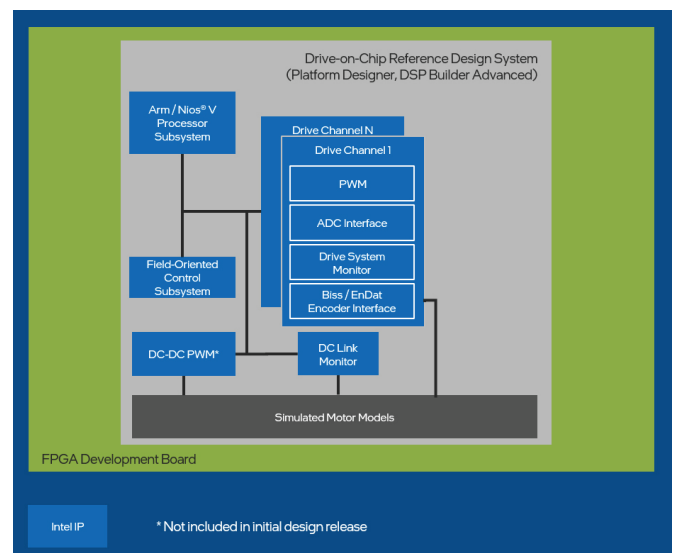 Drive-on-Chip Reference Design System
(Platform Designer, DSP Builder Advanced)
Arm / Nios® V
Processor
Subsystem
Drive Channel N
Drive Channel 1
PWM
ADC Interface
Drive System
Monitor
Biss / EnDat
Encoder Interface
Field-Oriented
Control
Subsystem
DC-DC PWM*
DC Link
Monitor
Simulated Motor Models
FPGA Development Board
Intel IP
* Not included in initial design release